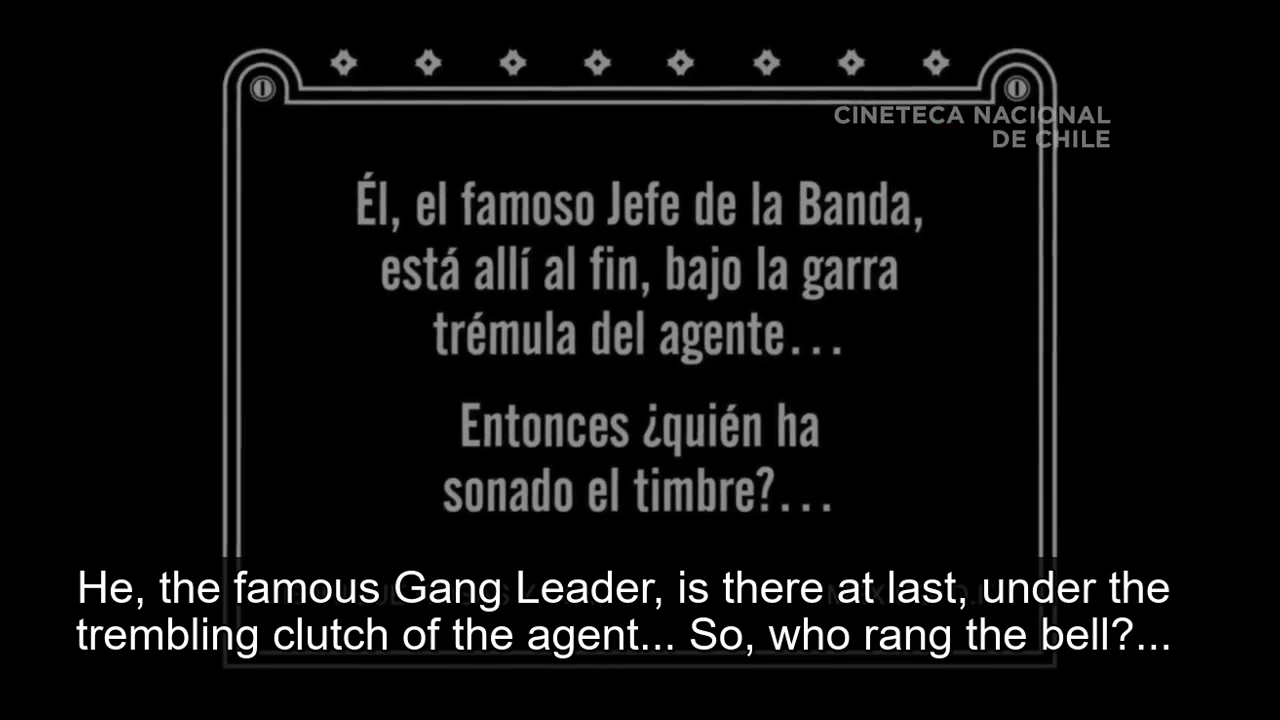 CINETECA NACIONAL
DE CHILE
Él, el famoso Jefe de la Banda,
está allí al fin, bajo la garra
trémula del agente...
Entonces ¿quién ha
sonado el timbre?...
He, the famous Gang Leader, is there at last, under the
trembling clutch of the agent... So, who rang the bell?...